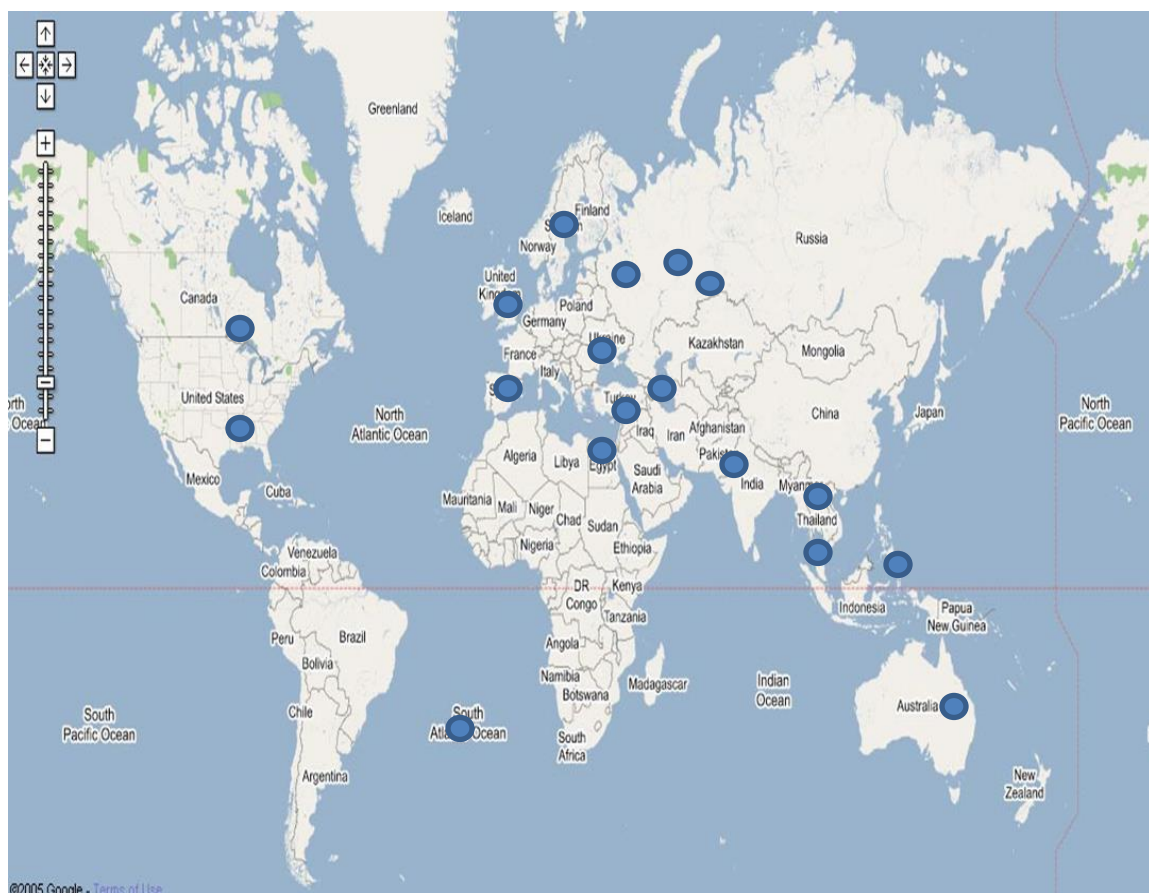 Greenland
Iceland
Finland
Norway
Russia
United
Kingdom
Canada
Poland
Germany
Ukraine
Kazakhstan
Mongolia
France
Italy
United States
North
Atlantic Ocean
Turkey
Iraq
Iran
Afghanistan
China
Japan
North
Pacific Ocean
orth
Ocean
Algeria
Libya
Egypt
Saudi
Arabia
Pakistan
India
Myanmar
Mexico
Cuba
Mauritania
Mali
Niger
Chad
Sudan
Thailand
Nigeria
Ethiopia
Venezuela
Colombia
DR
Congo
Kenya
Tanzania
Indonesia
Papua
New Guinea
Peru
Brazil
Bolivia
Angola
Namibia
Botswana
Madagascar
Indian
Ocean
Chile
South
Pacific Ocean
South
Ocean
South
Africa
Australia
Argentina
New
Zealand
©2005 Google - Terms of Use